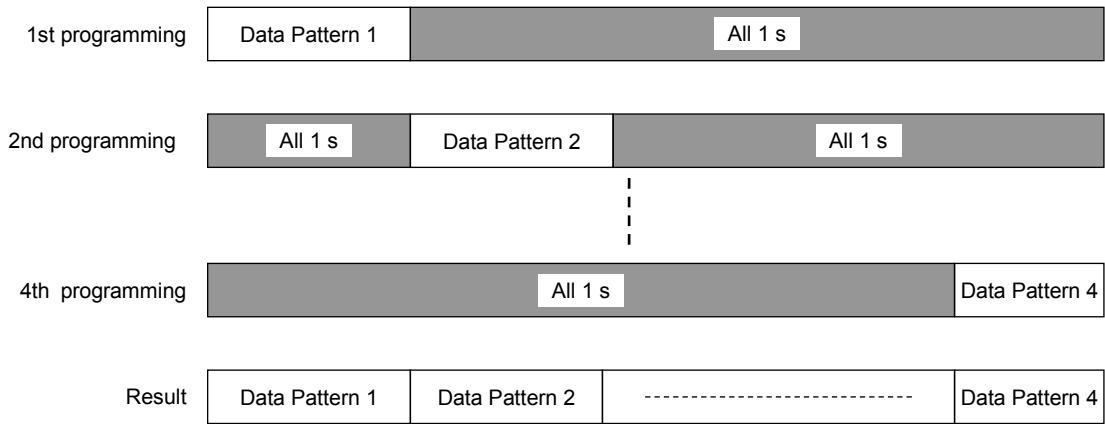 1st programming Data Pattern 1 All 1 s
2nd programming All 1 s Data Pattern 2 All 1 s
4th programming All 1 s Data Pattern 4
Result Data Pattern 1 Data Pattern 2 Data Pattern 4